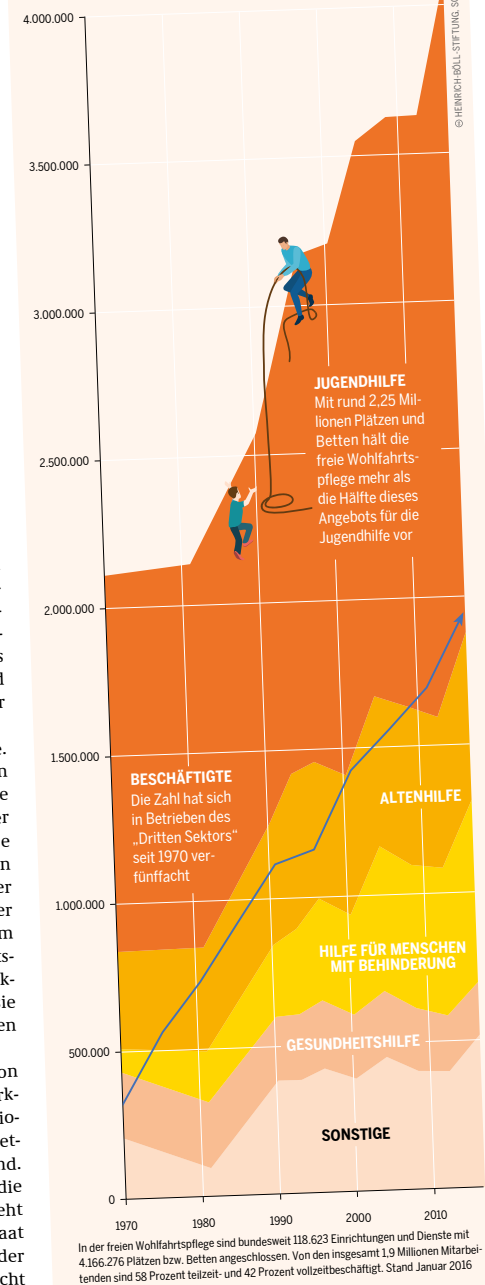 4.000.000
© HEINRICH-BÖLL-STIFTUNG
3.500.000
3.000.000
2.500.000
2.000.000
1.500.000
1.000.000
500.000
0
JUGENDHILFE
Mit rund 2,25 Mil-
lionen Plätzen und
Betten hält die
freie Wohlfahrts-
pflege mehr als
die Hälfte dieses
Angebots für die
Jugendhilfe vor
BESCHÄFTIGTE
Die Zahl hat sich
in Betrieben des
„Dritten Sektors“
seit 1970 ver-
fünffacht
ALTENHILFE
HILFE FÜR MENSCHEN
MIT BEHINDERUNG
GESUNDHEITSHILFE
SONSTIGE
1970 1980 1990 2000 2010
In der freien Wohlfahrtspflege sind bundesweit 118.623 Einrichtungen und Dienste mit
4.166.276 Plätzen bzw. Betten angeschlossen. Von den insgesamt 1,9 Millionen Mitarbei-
tenden sind 58 Prozent teilzeit- und 42 Prozent vollzeitbeschäftigt. Stand Januar 2016